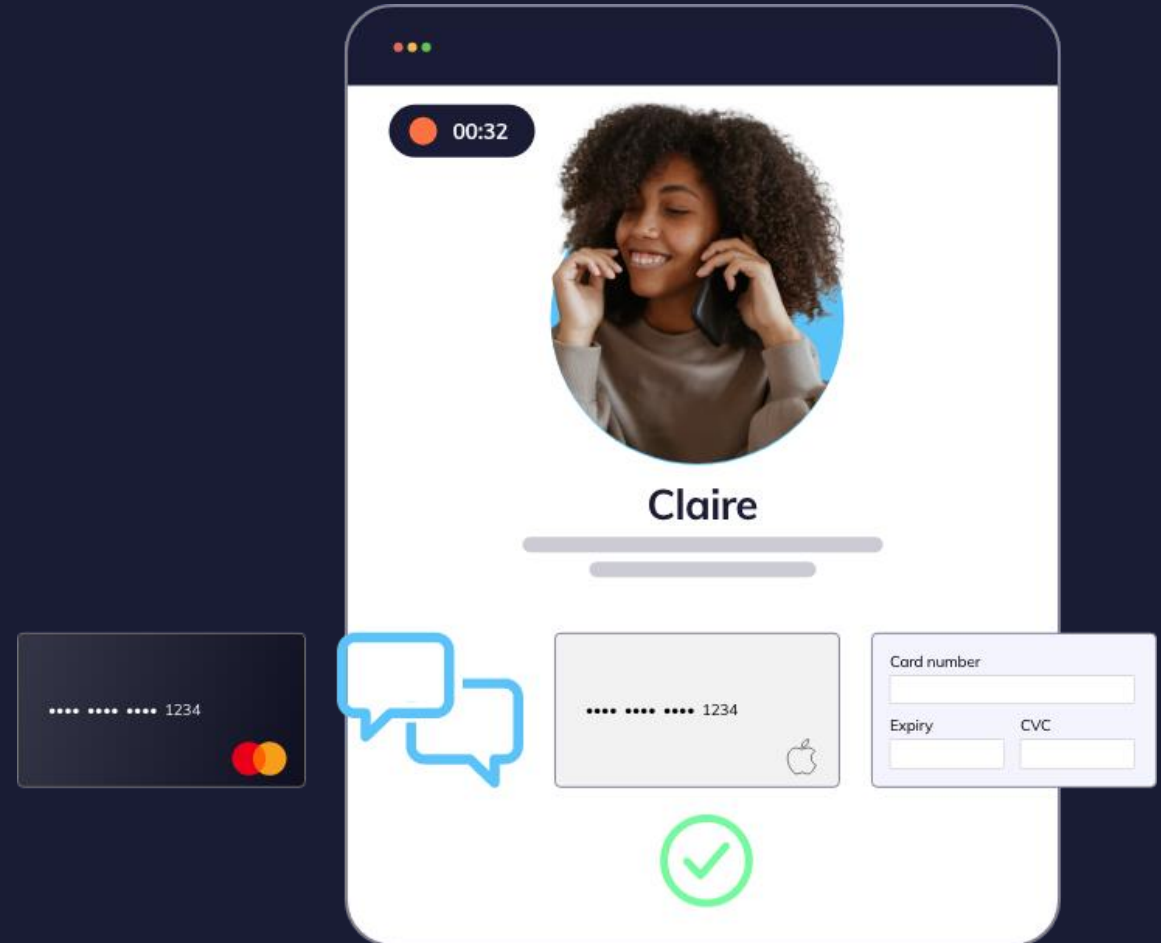 00:32
Claire
•••• •••• •••• 1234
•••• •••• •••• 1234
Card number
Expiry CVC